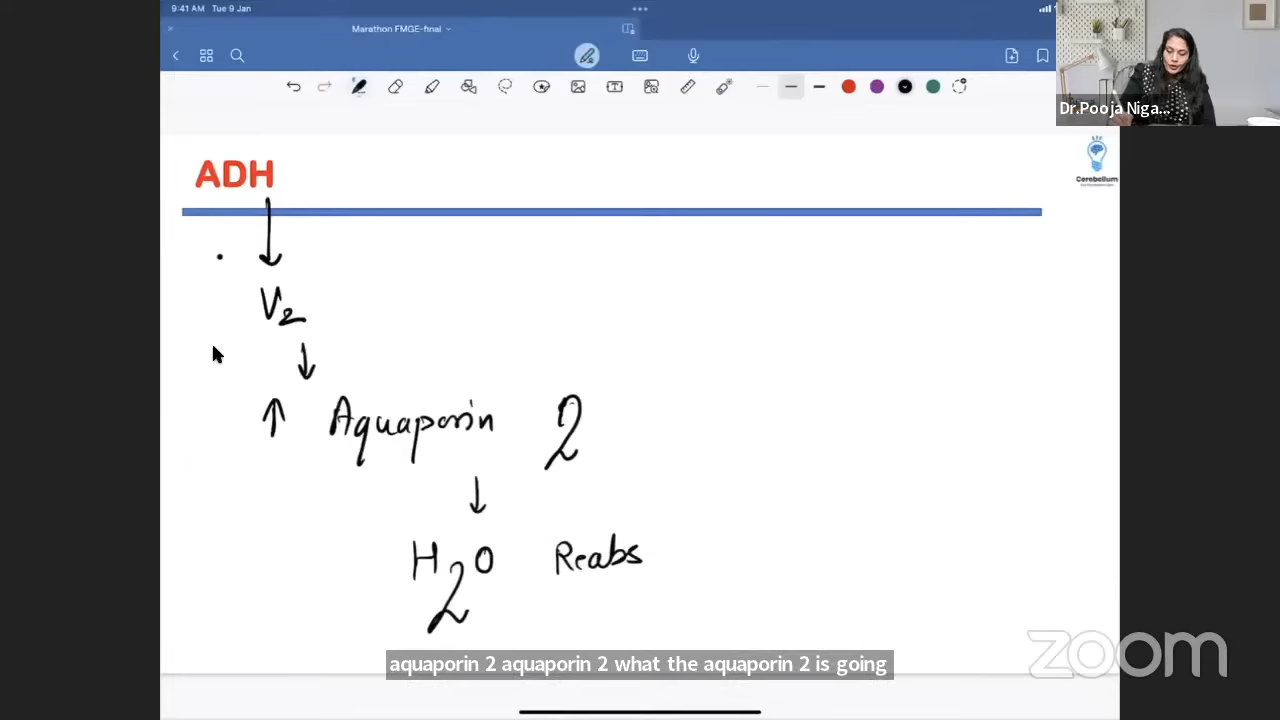 9:41 AM Tue 9 Jan
Marathon FMGE-final
Dr.Pooja Niga...
Cerebellum
ADH
V2
↓
↑ Aquaporin 2
↓
H2O Reabs
aquaporin 2 aquaporin 2 what the aquaporin 2 is going
zoom